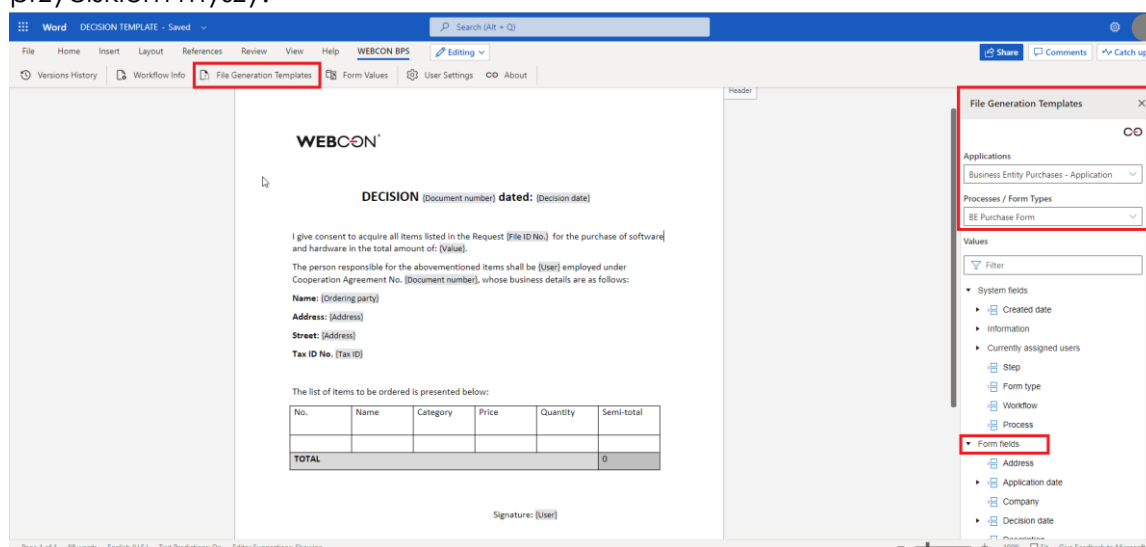 przyciskiem myszy.
Word DECISION TEMPLATE - Saved Search (Alt + Q)
File Home Insert Layout References Review View Help WEBCON BPS Editing Share Comments Catch up
Versions History Workflow Info File Generation Templates Form Values User Settings About
Header
File Generation Templates
WEBCON
Applications
Business Entity Purchases - Application
DECISION {Document number} dated: {Decision date}
Processes / Form Types
BE Purchase Form
I give consent to acquire all items listed in the Request {File ID No.} for the purchase of software
and hardware in the total amount of: {Value}.
Values
The person responsible for the abovementioned items shall be {User} employed under
Cooperation Agreement No. {Document number}, whose business details are as follows:
Filter
Name: {Ordering party}
Address: {Address}
Street: {Address}
Tax ID No. {Tax ID}
System fields
Created date
Information
Currently assigned users
Step
Form type
Workflow
Process
Form fields
Address
Application date
Company
Decision date
The list of items to be ordered is presented below:
No. Name Category Price Quantity Semi-total
TOTAL 0
Signature: {User}